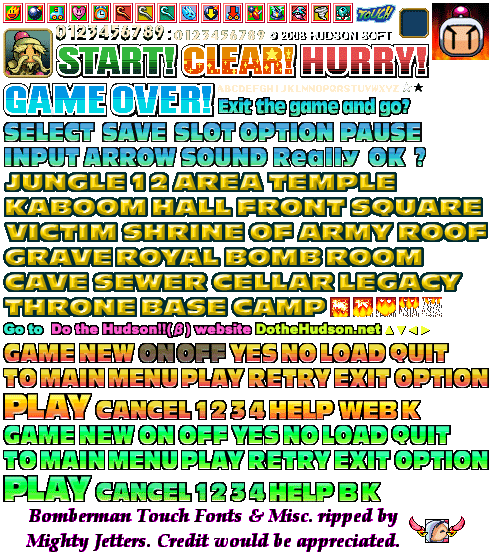 TOUCH
0123456789:
0123456789 © 2008 HUDSON SOFT
START! CLEAR! HURRY!
ABCDEFGHIJKLMNOPQRSTUVWXYZ ☆★
GAME OVER! Exit the game and go?
SELECT SAVE SLOT OPTION PAUSE
INPUT ARROW SOUND Really OK ?
JUNGLE 1 2 AREA TEMPLE
KABOOM HALL FRONT SQUARE
VICTIM SHRINE OF ARMY ROOF
GRAVE ROYAL BOMB ROOM
CAVE SEWER CELLAR LEGACY
THRONE BASE CAMP
Go to Do the Hudson!!(β) website DotheHudson.net ▲▼◄►
GAME NEW ON OFF YES NO LOAD QUIT
TO MAIN MENU PLAY RETRY EXIT OPTION
PLAY CANCEL 1 2 3 4 HELP WEB K
GAME NEW ON OFF YES NO LOAD QUIT
TO MAIN MENU PLAY RETRY EXIT OPTION
PLAY CANCEL 1 2 3 4 HELP B K
Bomberman Touch Fonts & Misc. ripped by
Mighty Jetters. Credit would be appreciated.